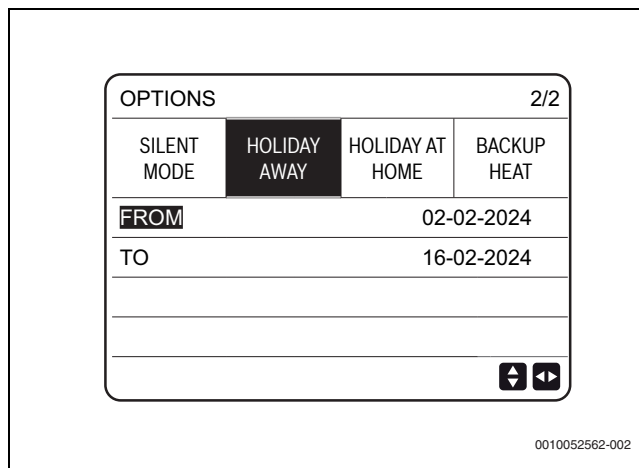 OPTIONS 2/2
SILENT MODE HOLIDAY AWAY HOLIDAY AT HOME BACKUP HEAT
FROM 02-02-2024
TO 16-02-2024
0010052562-002